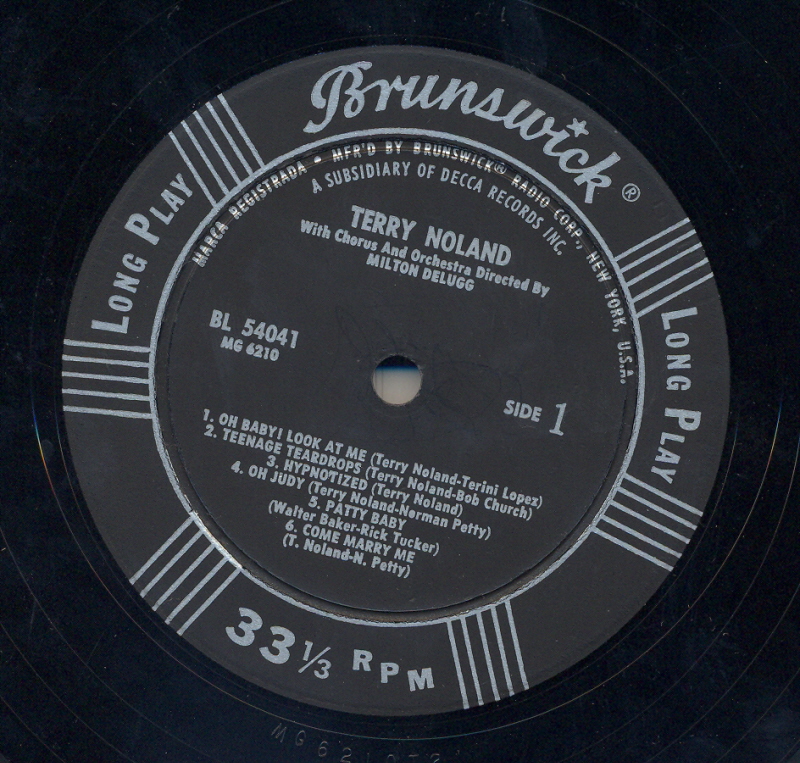 Brunswick®
MARCA REGISTRADA • MFR'D BY BRUNSWICK® RADIO CORP., NEW YORK, U.S.A.
A SUBSIDIARY OF DECCA RECORDS INC.
TERRY NOLAND
With Chorus And Orchestra Directed By
MILTON DELUGG
LONG PLAY
LONG PLAY
BL 54041
MG 6210
SIDE 1
1. OH BABY! LOOK AT ME (Terry Noland-Terini Lopez)
2. TEENAGE TEARDROPS (Terry Noland-Bob Church)
3. HYPNOTIZED (Terry Noland)
4. OH JUDY (Terry Noland-Norman Petty)
5. PATTY BABY
(Walter Baker-Rick Tucker)
6. COME MARRY ME
(T. Noland-N. Petty)
33 1/3 RPM